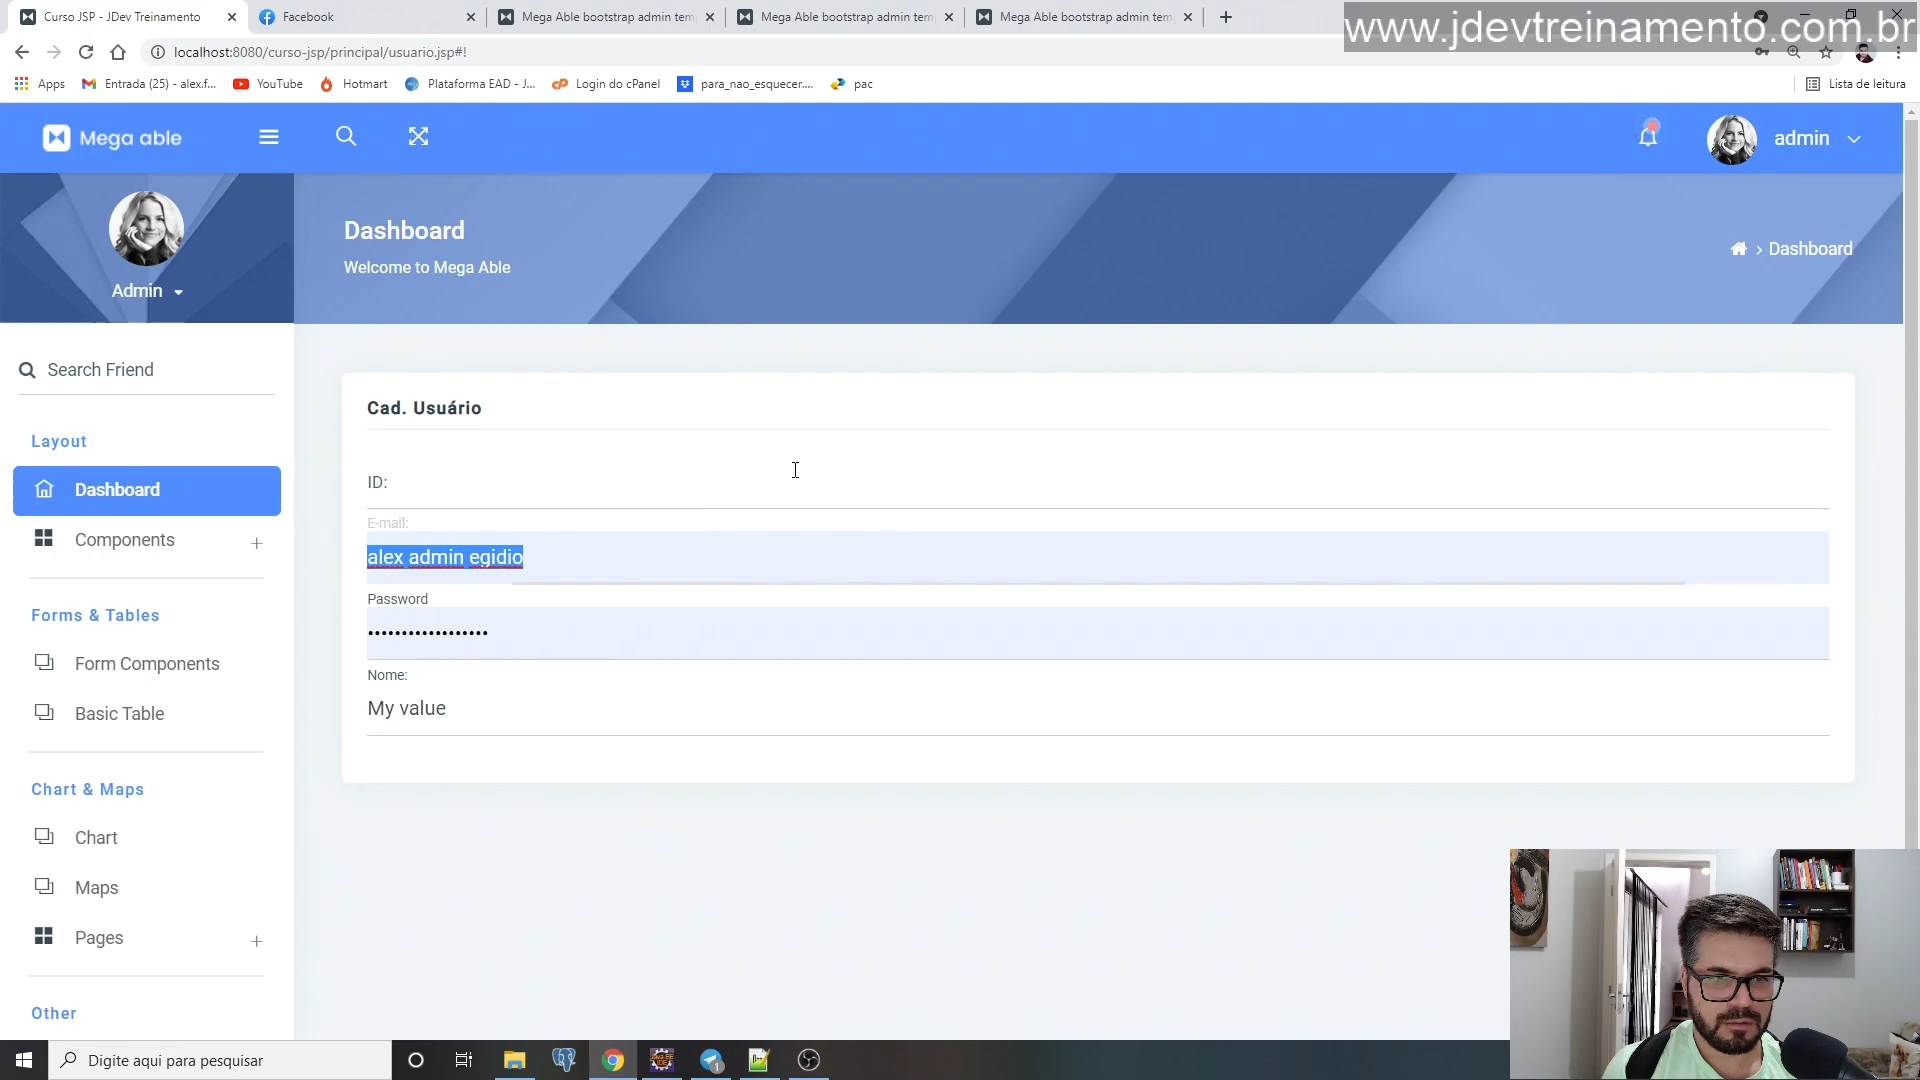 Curso JSP - JDev Treinamento
Facebook
Mega Able bootstrap admin tem
Mega Able bootstrap admin tem
Mega Able bootstrap admin tem
www.jdevtreinamento.com.br
localhost:8080/curso-jsp/principal/usuario.jsp#!
Apps
Entrada (25) - alex.f...
YouTube
Hotmart
Plataforma EAD - J...
Login do cPanel
para_nao_esquecer....
pac
Lista de leitura
Mega able
admin
Admin
Dashboard
Welcome to Mega Able
Dashboard
Search Friend
Layout
Dashboard
Components
Forms & Tables
Form Components
Basic Table
Chart & Maps
Chart
Maps
Pages
Other
Cad. Usuário
ID:
E-mail:
alex admin egidio
Password
••••••••••••••••••
Nome:
My value
Digite aqui para pesquisar
1